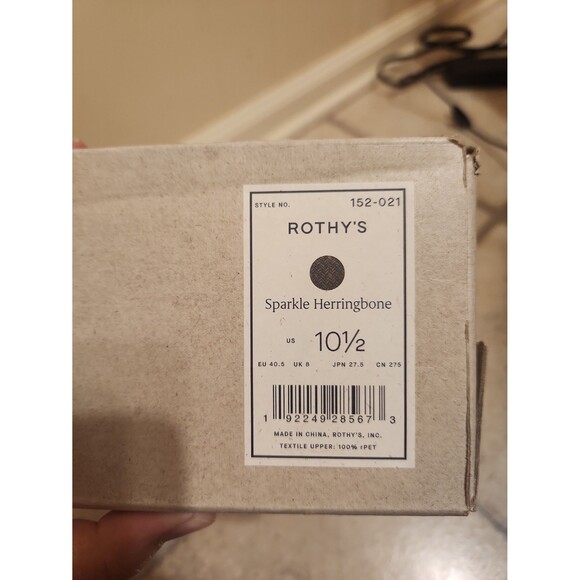 STYLE NO. 152-021
ROTHY'S
Sparkle Herringbone
US 10½
EU 40.5 UK 8 JPN 27.5 CN 275
1 92249 28567 3
MADE IN CHINA, ROTHY'S, INC.
TEXTILE UPPER: 100% rPET